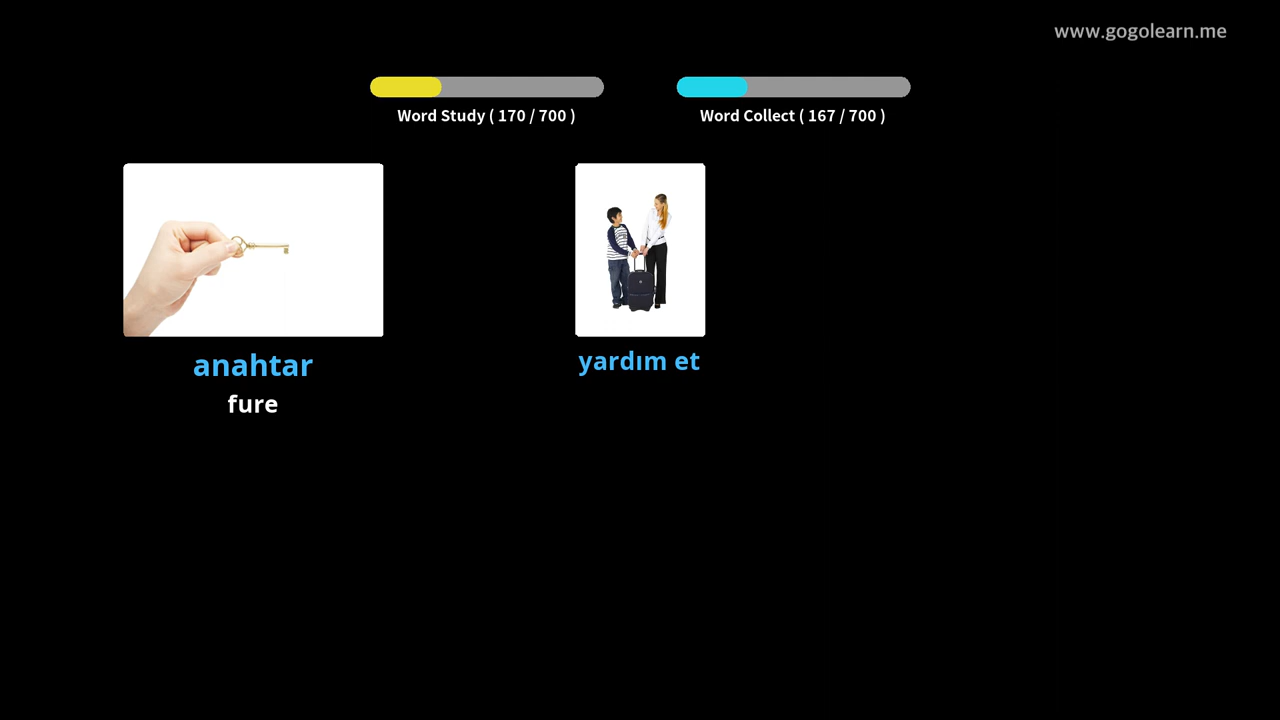 www.gogolearn.me
Word Study ( 170 / 700 )
Word Collect ( 167 / 700 )
anahtar
fure
yardım et